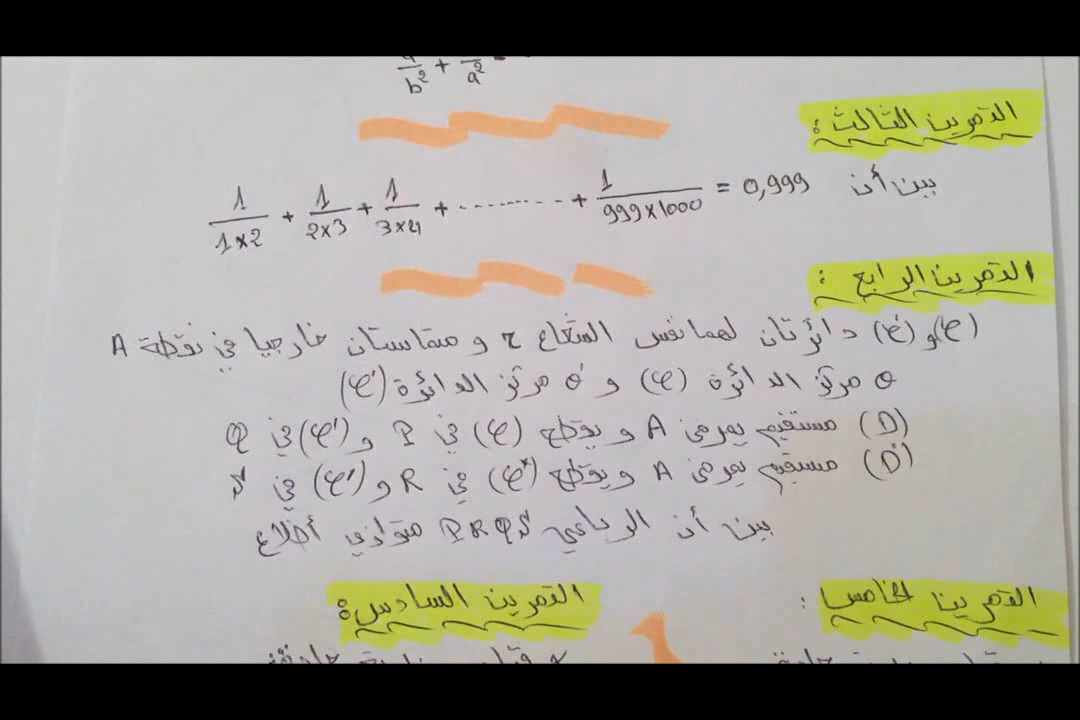 a/b² + /a² =
التمرين الثالث :
بين أن 1/(1×2) + 1/(2×3) + 1/(3×4) + ............ + 1/(999×1000) = 0,999
التمرين الرابع :
(C) و (C') دائرتان لهما نفس الشعاع r و متماستان خارجيا في نقطة A
O مركز الدائرة (C) و O' مركز الدائرة (C')
(D) مستقيم يمر من A و يقطع (C) في P و (C') في Q
(D') مستقيم يمر من A و يقطع (C) في R و (C') في S
بين أن الرباعي PRQS متوازي أضلاع
التمرين الخامس :
التمرين السادس :